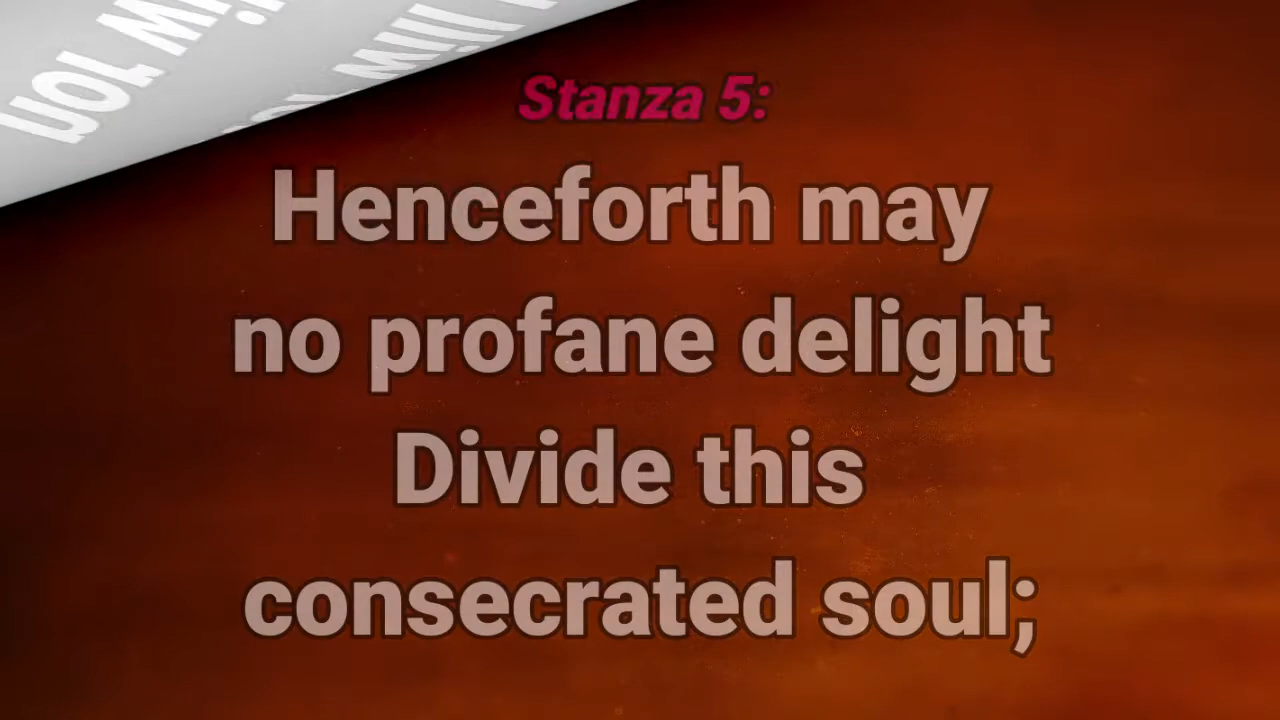 Stanza 5:
Henceforth may
no profane delight
Divide this
consecrated soul;